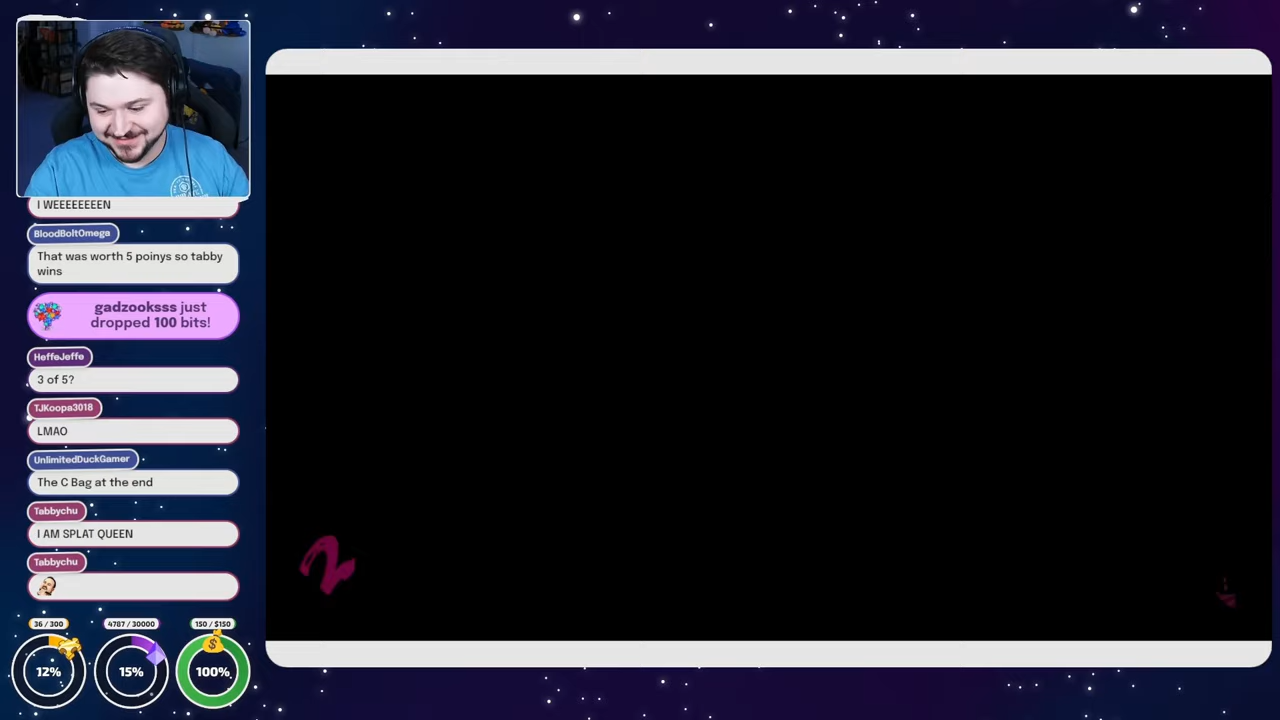 I WEEEEEEEN
BloodBoltOmega
That was worth 5 poinys so tabby
wins
gadzooksss just
dropped 100 bits!
HeffeJeffe
3 of 5?
TJKoopa3018
LMAO
UnlimitedDuckGamer
The C Bag at the end
Tabbychu
I AM SPLAT QUEEN
Tabbychu
36 / 300
4787 / 30000
150 / $150
12%
15%
100%
2